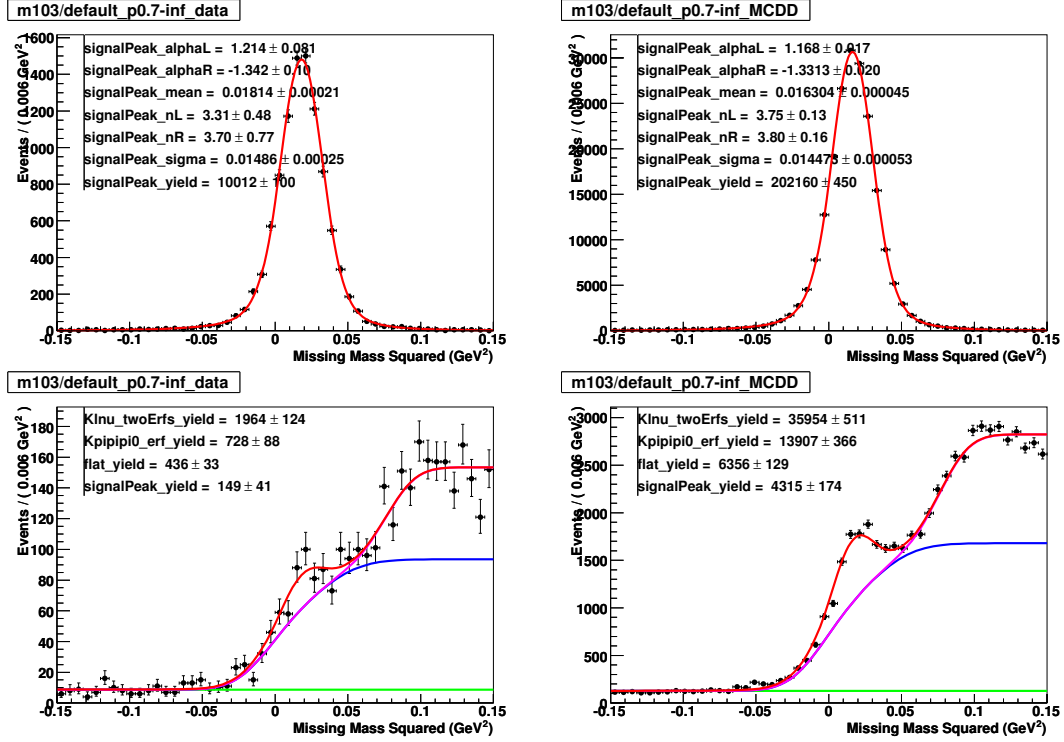 m103/default_p0.7-inf_data
Events / ( 0.006 GeV² )
1600
1400
1200
1000
800
600
400
200
0
signalPeak_alphaL = 1.214 ± 0.081
signalPeak_alphaR = -1.342 ± 0.10
signalPeak_mean = 0.01814 ± 0.00021
signalPeak_nL = 3.31 ± 0.48
signalPeak_nR = 3.70 ± 0.77
signalPeak_sigma = 0.01486 ± 0.00025
signalPeak_yield = 10012 ± 100
-0.15 -0.1 -0.05 0 0.05 0.1 0.15
Missing Mass Squared (GeV²)
m103/default_p0.7-inf_MCDD
Events / ( 0.006 GeV² )
30000
25000
20000
15000
10000
5000
0
signalPeak_alphaL = 1.168 ± 0.017
signalPeak_alphaR = -1.3313 ± 0.020
signalPeak_mean = 0.016304 ± 0.000045
signalPeak_nL = 3.75 ± 0.13
signalPeak_nR = 3.80 ± 0.16
signalPeak_sigma = 0.014473 ± 0.000053
signalPeak_yield = 202160 ± 450
-0.15 -0.1 -0.05 0 0.05 0.1 0.15
Missing Mass Squared (GeV²)
m103/default_p0.7-inf_data
Events / ( 0.006 GeV² )
180
160
140
120
100
80
60
40
20
0
Klnu_twoErfs_yield = 1964 ± 124
Kpipipi0_erf_yield = 728 ± 88
flat_yield = 436 ± 33
signalPeak_yield = 149 ± 41
-0.15 -0.1 -0.05 0 0.05 0.1 0.15
Missing Mass Squared (GeV²)
m103/default_p0.7-inf_MCDD
Events / ( 0.006 GeV² )
3000
2500
2000
1500
1000
500
0
Klnu_twoErfs_yield = 35954 ± 511
Kpipipi0_erf_yield = 13907 ± 366
flat_yield = 6356 ± 129
signalPeak_yield = 4315 ± 174
-0.15 -0.1 -0.05 0 0.05 0.1 0.15
Missing Mass Squared (GeV²)